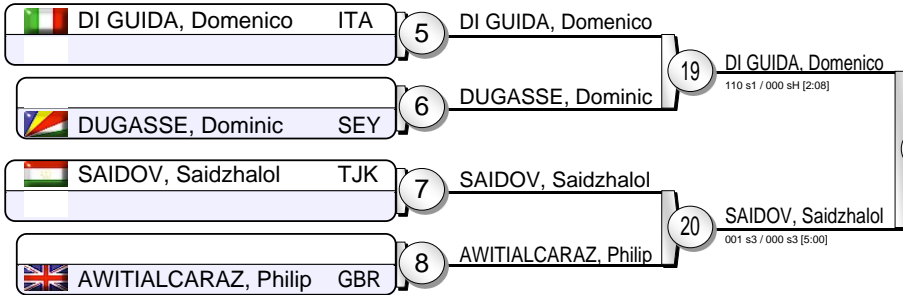 DI GUIDA, Domenico ITA
5
DI GUIDA, Domenico
19
DI GUIDA, Domenico
110 s1 / 000 sH [2:08]
DUGASSE, Dominic SEY
6
DUGASSE, Dominic
SAIDOV, Saidzhalol TJK
7
SAIDOV, Saidzhalol
20
SAIDOV, Saidzhalol
001 s3 / 000 s3 [5:00]
AWITIALCARAZ, Philip GBR
8
AWITIALCARAZ, Philip